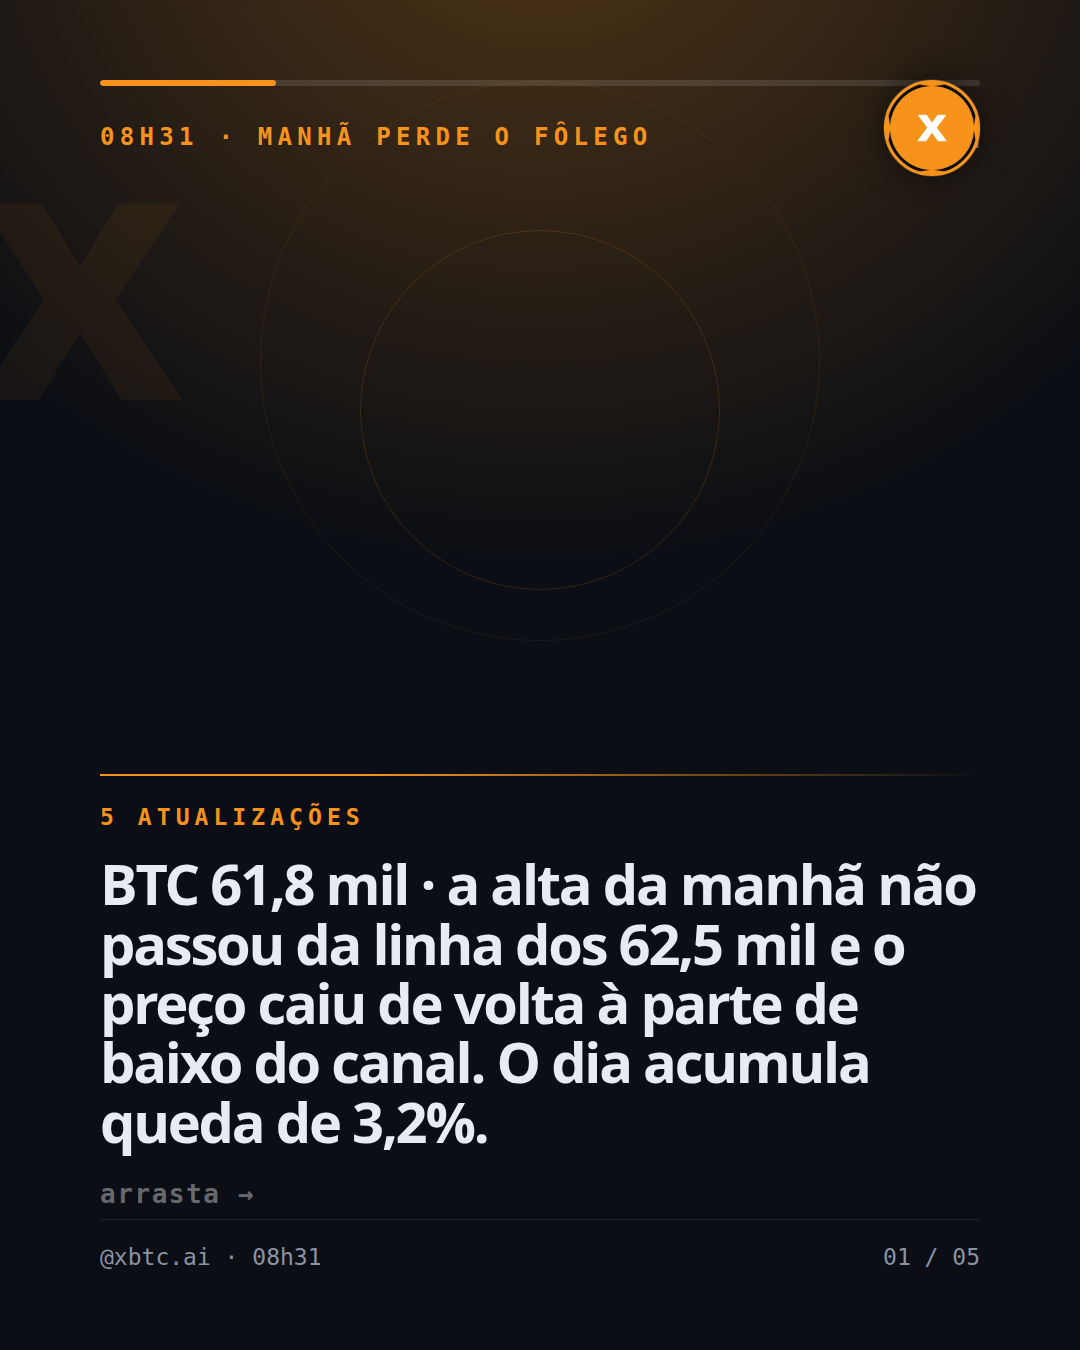 08H31 · MANHÃ PERDE O FÔLEGO
X
X
5 ATUALIZAÇÕES
BTC 61,8 mil · a alta da manhã não
passou da linha dos 62,5 mil e o
preço caiu de volta à parte de
baixo do canal. O dia acumula
queda de 3,2%.
arrasta →
@xbtc.ai · 08h31
01 / 05